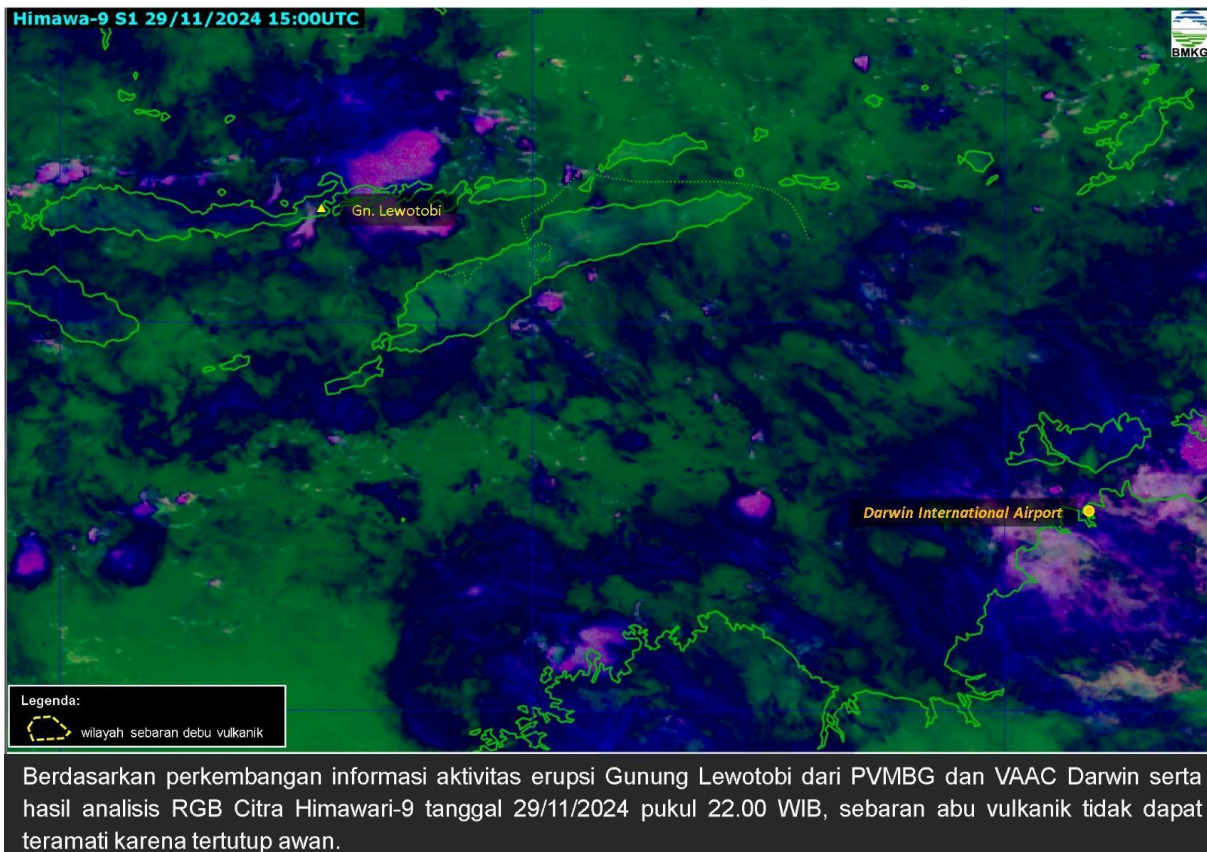 Himawa-9 S1 29/11/2024 15:00UTC
BMKG
Gn. Lewotobi
Darwin International Airport
Legenda:
wilayah sebaran debu vulkanik
Berdasarkan perkembangan informasi aktivitas erupsi Gunung Lewotobi dari PVMBG dan VAAC Darwin serta
hasil analisis RGB Citra Himawari-9 tanggal 29/11/2024 pukul 22.00 WIB, sebaran abu vulkanik tidak dapat
teramati karena tertutup awan.